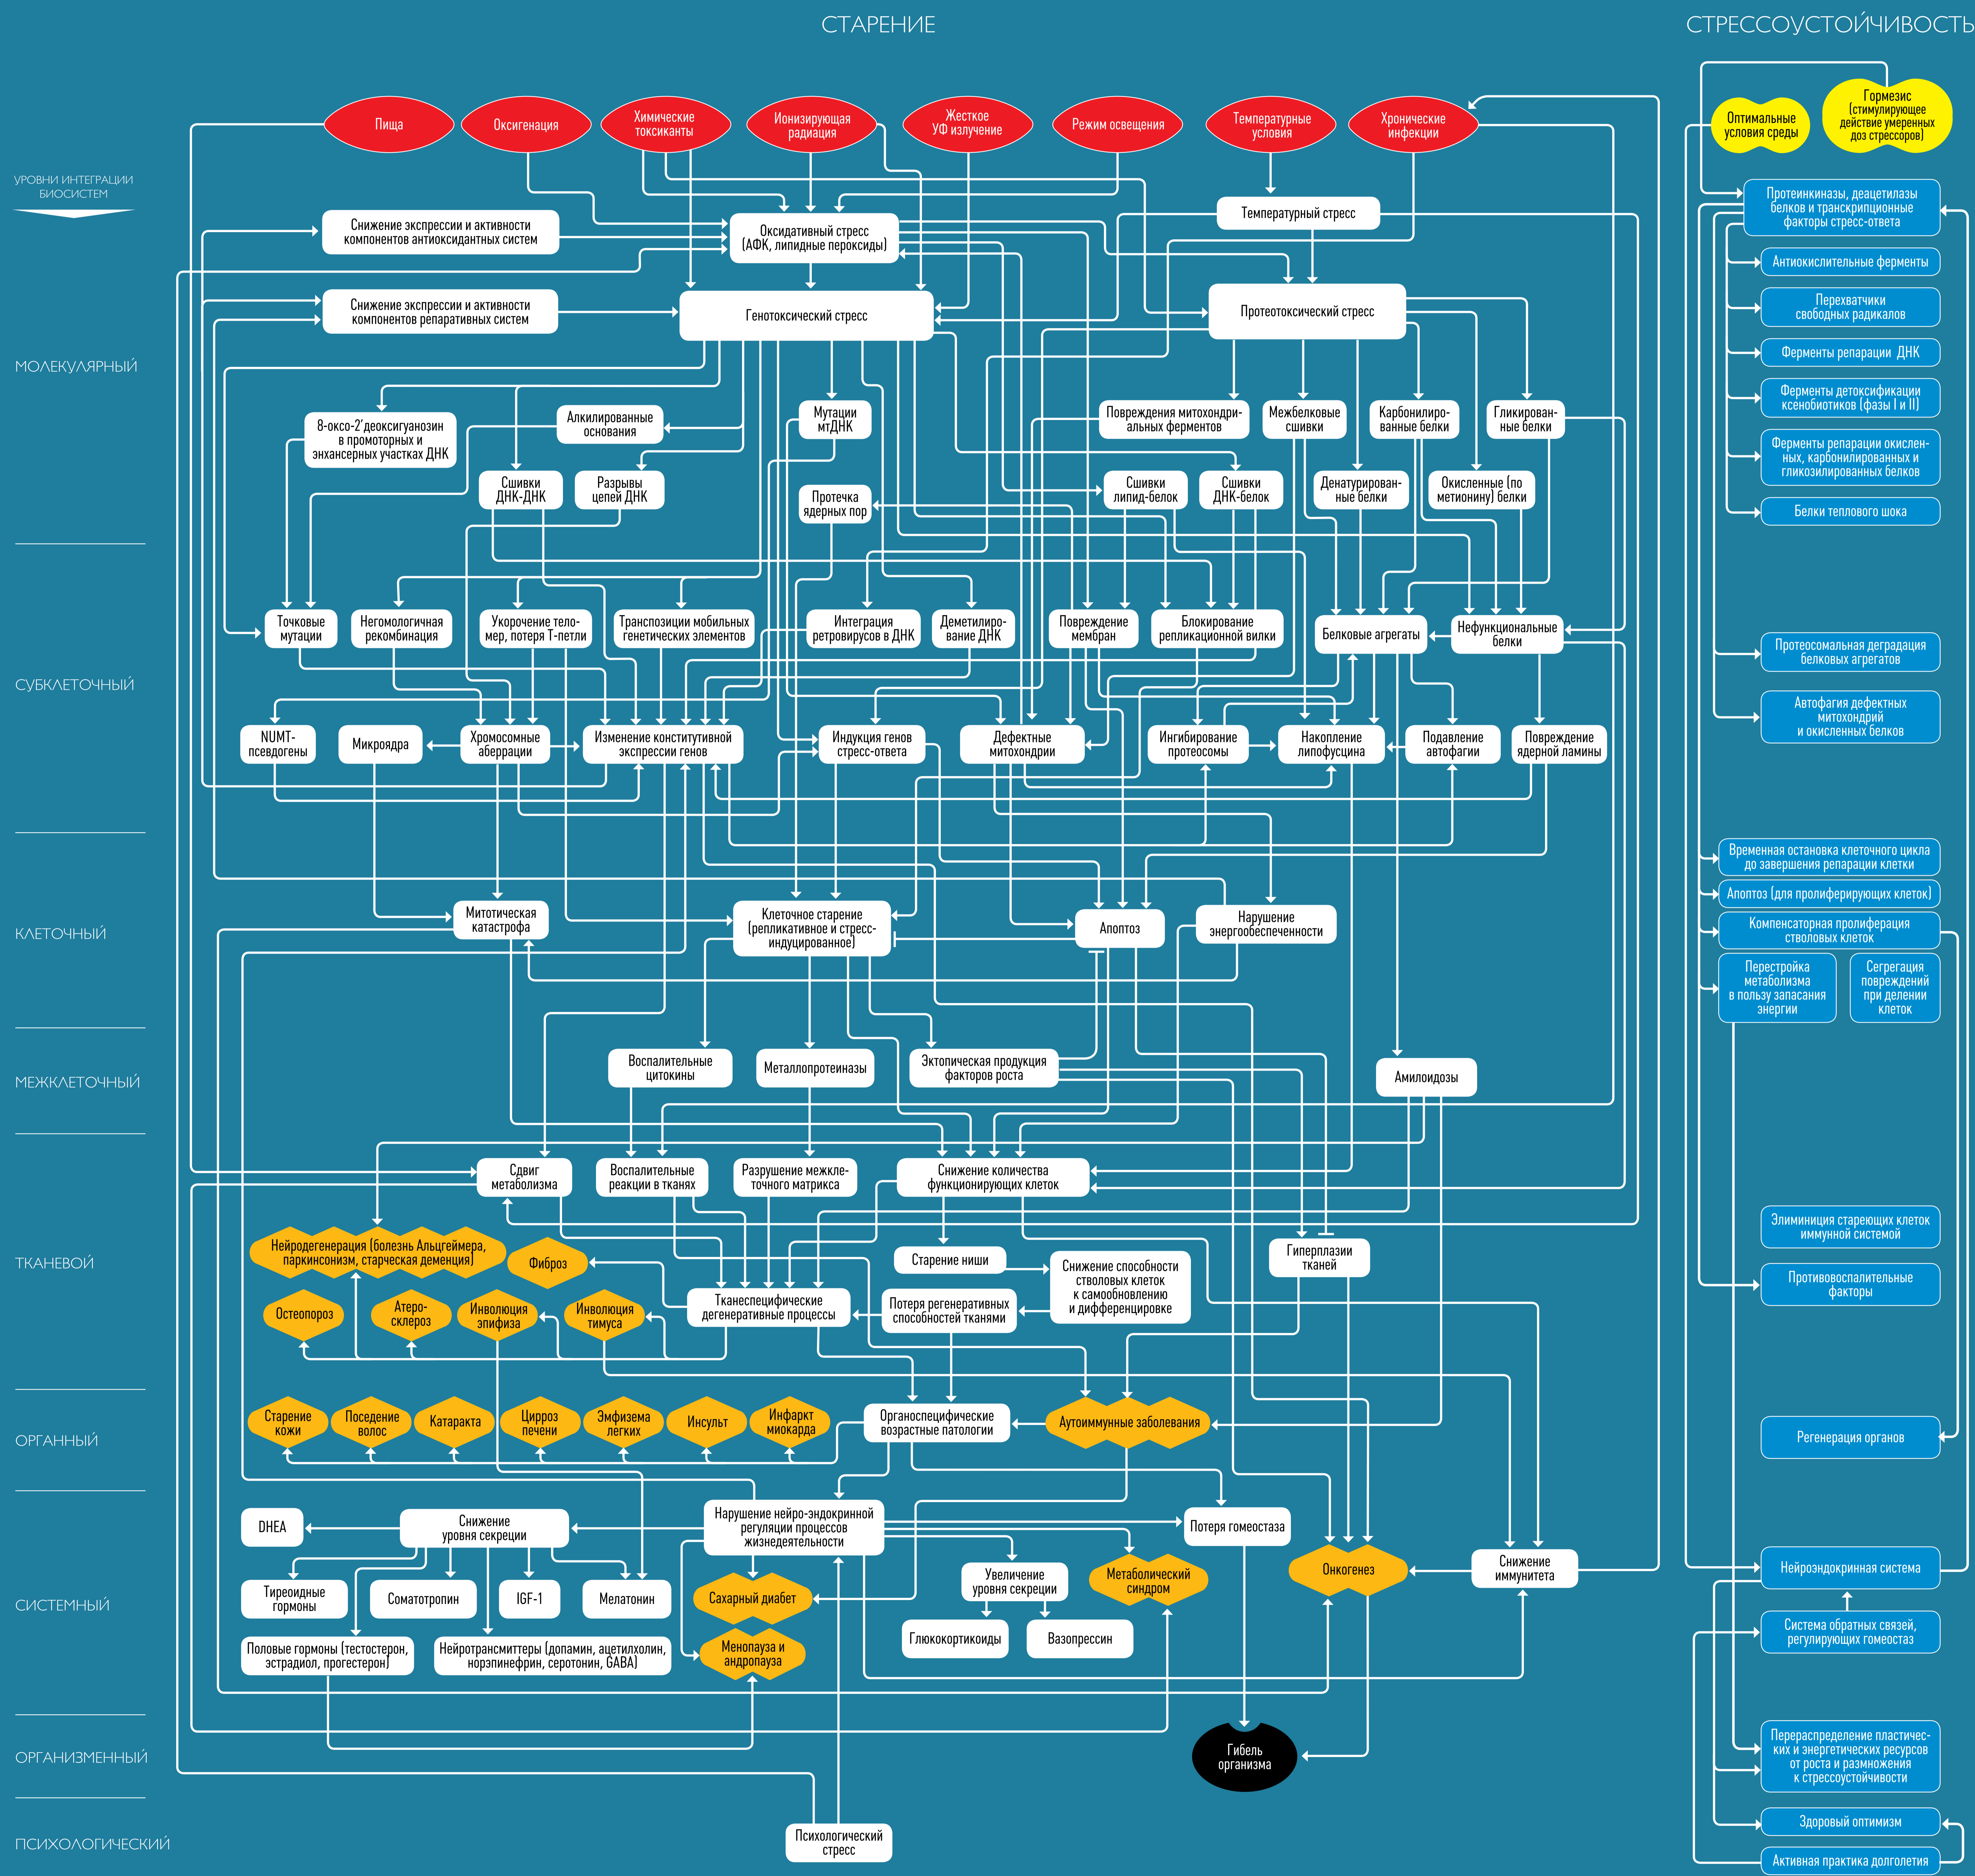 СТАРЕНИЕ
СТРЕССОУСТОЙЧИВОСТЬ
Пища
Оксигенация
Химические
токсиканты
Ионизирующая
радиация
Жесткое
УФ излучение
Режим освещения
Температурные
условия
Хронические
инфекции
Оптимальные
условия среды
Гормезис
(стимулирующее
действие умеренных
доз стрессоров)
УРОВНИ ИНТЕГРАЦИИ
БИОСИСТЕМ
Снижение экспрессии и активности
компонентов антиоксидантных систем
Оксидативный стресс
(АФК, липидные пероксиды)
Температурный стресс
Протеинкиназы, деацетилазы
белков и транскрипционные
факторы стресс-ответа
Антиокислительные ферменты
Снижение экспрессии и активности
компонентов репаративных систем
Генотоксический стресс
Протеотоксический стресс
Перехватчики
свободных радикалов
МОЛЕКУЛЯРНЫЙ
Ферменты репарации ДНК
Ферменты детоксификации
ксенобиотиков (фазы I и II)
8-оксо-2’деоксигуанозин
в промоторных и
энхансерных участках ДНК
Алкилированные
основания
Мутации
мтДНК
Повреждения митохондри-
альных ферментов
Межбелковые
сшивки
Карбонилиро-
ванные белки
Гликирован-
ные белки
Ферменты репарации окислен-
ных, карбонилированных и
гликозилированных белков
Сшивки
ДНК-ДНК
Разрывы
цепей ДНК
Протечка
ядерных пор
Сшивки
липид-белок
Сшивки
ДНК-белок
Денатурирован-
ные белки
Окисленные (по
метионину) белки
Белки теплового шока
Точковые
мутации
Негомологичная
рекомбинация
Укорочение тело-
мер, потеря Т-петли
Транспозиции мобильных
генетических элементов
Интеграция
ретровирусов в ДНК
Деметилиро-
вание ДНК
Повреждение
мембран
Блокирование
репликационной вилки
Белковые агрегаты
Нефункциональные
белки
Протеосомальная деградация
белковых агрегатов
СУБКЛЕТОЧНЫЙ
Автофагия дефектных
митохондрий
и окисленных белков
NUMT-
псевдогены
Микроядра
Хромосомные
аберрации
Изменение конститутивной
экспрессии генов
Индукция генов
стресс-ответа
Дефектные
митохондрии
Ингибирование
протеосомы
Накопление
липофусцина
Подавление
автофагии
Повреждение
ядерной ламины
Временная остановка клеточного цикла
до завершения репарации клетки
Апоптоз (для пролиферирующих клеток)
КЛЕТОЧНЫЙ
Митотическая
катастрофа
Клеточное старение
(репликативное и стресс-
индуцированное)
Апоптоз
Нарушение
энергообеспеченности
Компенсаторная пролиферация
стволовых клеток
Перестройка
метаболизма
в пользу запасания
энергии
Сегрегация
повреждений
при делении
клеток
МЕЖКЛЕТОЧНЫЙ
Воспалительные
цитокины
Металлопротеиназы
Эктопическая продукция
факторов роста
Амилоидозы
Сдвиг
метаболизма
Воспалительные
реакции в тканях
Разрушение межкле-
точного матрикса
Снижение количества
функционирующих клеток
Элиминиция стареющих клеток
иммунной системой
ТКАНЕВОЙ
Нейродегенерация (болезнь Альцгеймера,
паркинсонизм, старческая деменция)
Фиброз
Старение ниши
Снижение способности
стволовых клеток
к самообновлению
и дифференцировке
Гиперплазии
тканей
Противовоспалительные
факторы
Остеопороз
Атеро-
склероз
Инволюция
эпифиза
Инволюция
тимуса
Тканеспецифические
дегенеративные процессы
Потеря регенеративных
способностей тканями
ОРГАННЫЙ
Старение
кожи
Поседение
волос
Катаракта
Цирроз
печени
Эмфизема
легких
Инсульт
Инфаркт
миокарда
Органоспецифические
возрастные патологии
Аутоиммунные заболевания
Регенерация органов
СИСТЕМНЫЙ
DHEA
Снижение
уровня секреции
Нарушение нейро-эндокринной
регуляции процессов
жизнедеятельности
Потеря гомеостаза
Тиреоидные
гормоны
Соматотропин
IGF-1
Мелатонин
Сахарный диабет
Увеличение
уровня секреции
Метаболический
синдром
Онкогенез
Снижение
иммунитета
Нейроэндокринная система
Половые гормоны (тестостерон,
эстрадиол, прогестерон)
Нейротрансмиттеры (допамин, ацетилхолин,
норэпинефрин, серотонин, GABA)
Менопауза и
андропауза
Глюкокортикоиды
Вазопрессин
Система обратных связей,
регулирующих гомеостаз
ОРГАНИЗМЕННЫЙ
Гибель
организма
Перераспределение пластичес-
ких и энергетических ресурсов
от роста и размножения
к стрессоустойчивости
ПСИХОЛОГИЧЕСКИЙ
Психологический
стресс
Здоровый оптимизм
Активная практика долголетия